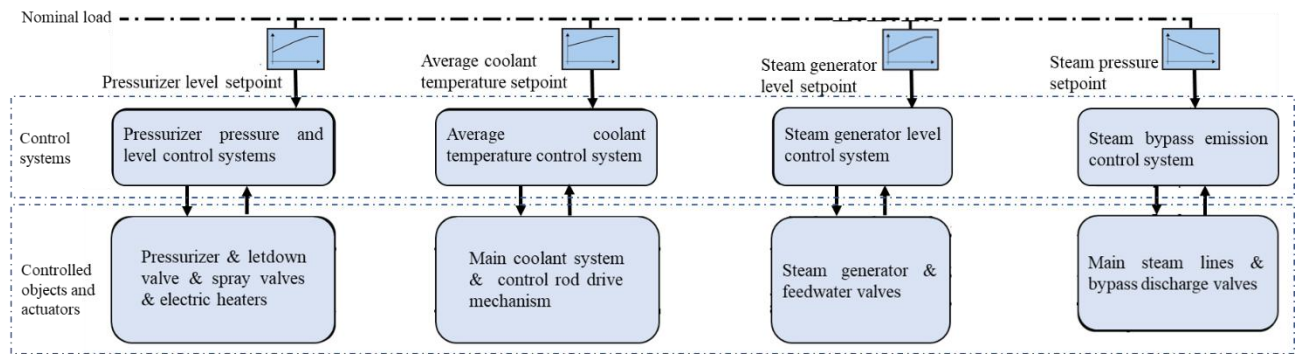 Nominal load
Pressurizer level setpoint
Average coolant
temperature setpoint
Steam generator
level setpoint
Steam pressure
setpoint
Control
systems
Pressurizer pressure and
level control systems
Average coolant
temperature control system
Steam generator level
control system
Steam bypass emission
control system
Controlled
objects and
actuators
Pressurizer & letdown
valve & spray valves
& electric heaters
Main coolant system
& control rod drive
mechanism
Steam generator &
feedwater valves
Main steam lines &
bypass discharge valves